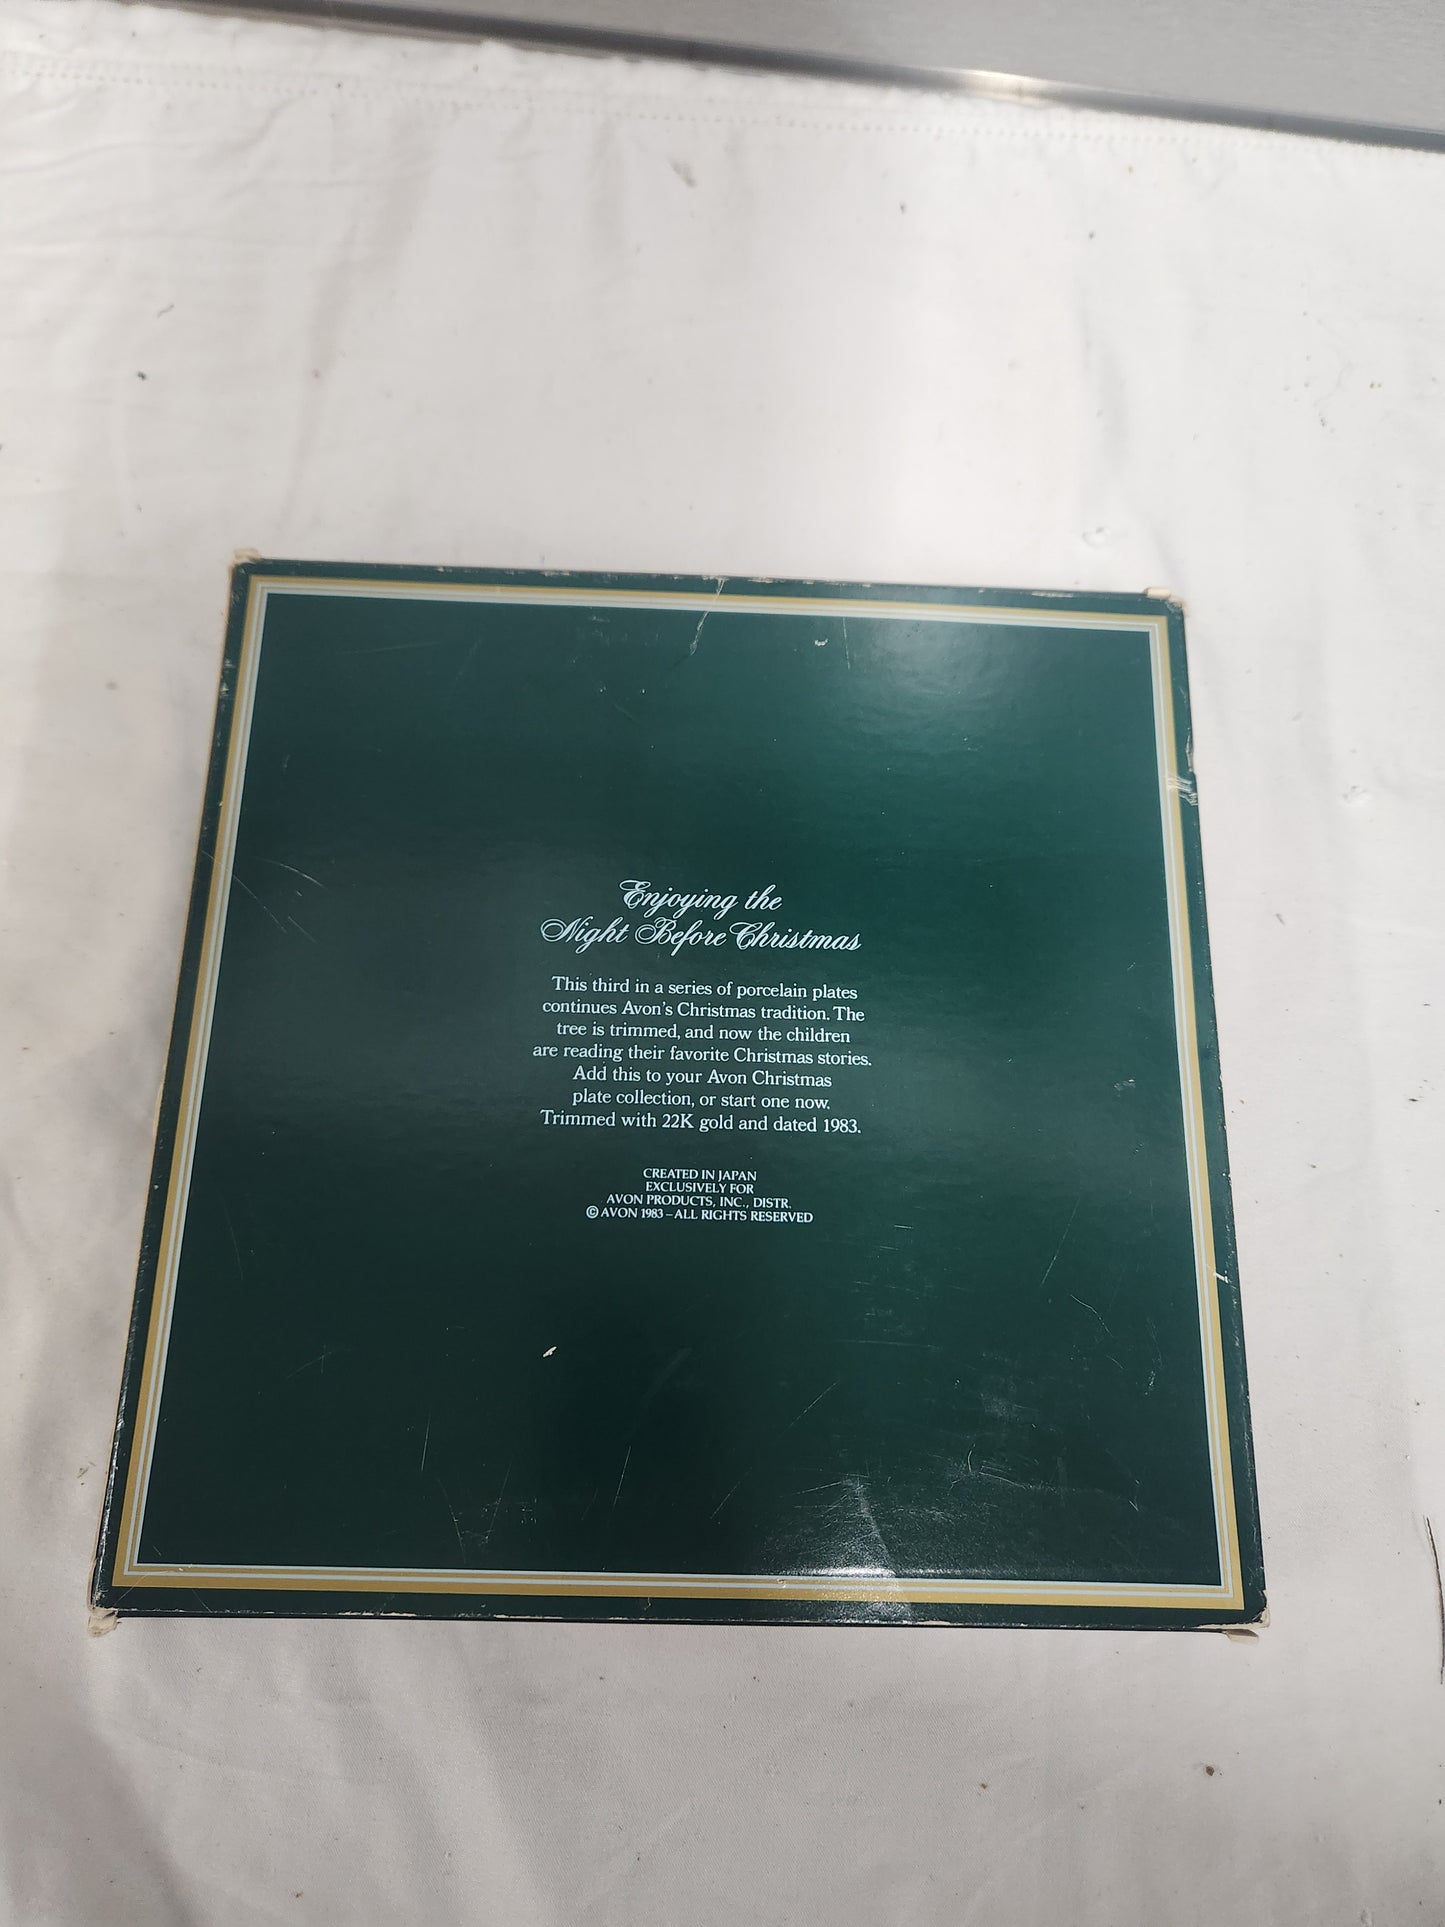 Enjoying the
Night Before Christmas
This third in a series of porcelain plates
continues Avon's Christmas tradition. The
tree is trimmed, and now the children
are reading their favorite Christmas stories.
Add this to your Avon Christmas
plate collection, or start one now.
Trimmed with 22K gold and dated 1983.
CREATED IN JAPAN
EXCLUSIVELY FOR
AVON PRODUCTS, INC., DISTR.
© AVON 1983 – ALL RIGHTS RESERVED